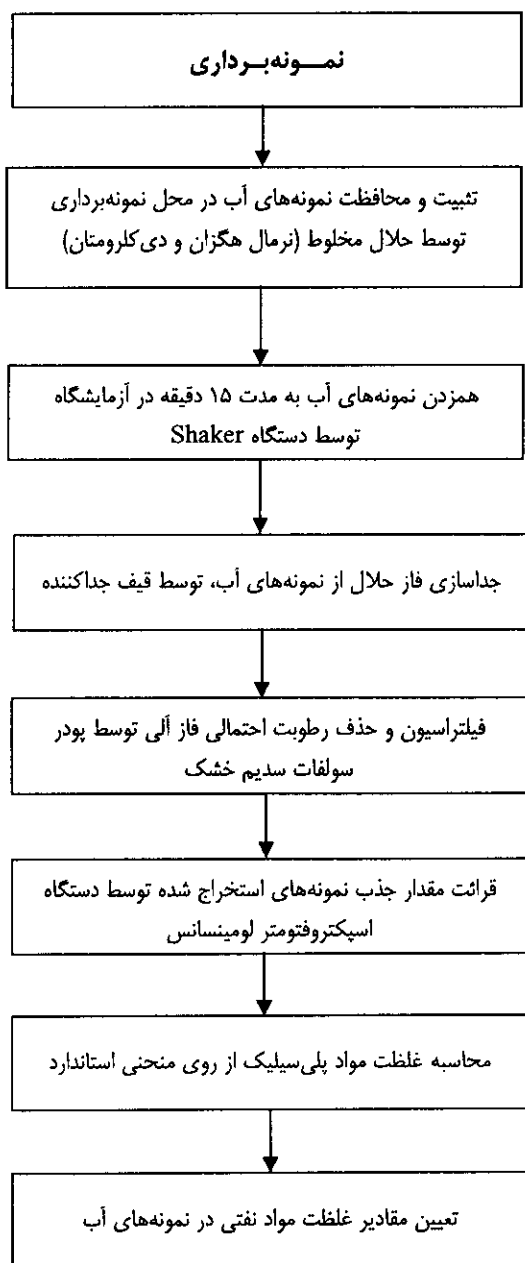 نمـــونه‌بــرداری
تثبیت و محافظت نمونه‌های آب در محل نمونه‌برداری
توسط حلال مخلوط (نرمال هگزان و دی‌کلرومتان)
همزدن نمونه‌های آب به مدت ۱۵ دقیقه در آزمایشگاه
توسط دستگاه Shaker
جداسازی فاز حلال از نمونه‌های آب، توسط قیف جداکننده
فیلتراسیون و حذف رطوبت احتمالی فاز آلی توسط پودر
سولفات سدیم خشک
قرائت مقدار جذب نمونه‌های استخراج شده توسط دستگاه
اسپکتروفتومتر لومینسانس
محاسبه غلظت مواد پلی‌سیلیک از روی منحنی استاندارد
تعیین مقادیر غلظت مواد نفتی در نمونه‌های آب